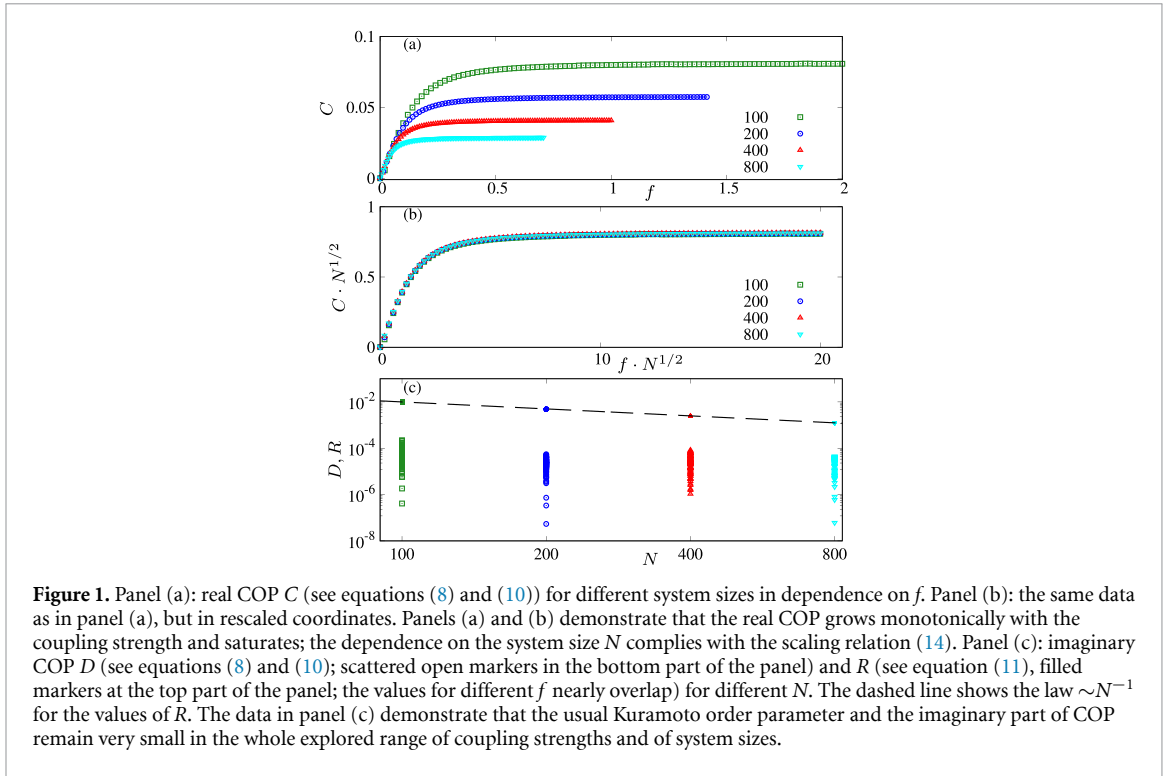 0.1
(a)
C
0.05
100
200
400
800
0
0
0.5
1
1.5
2
f
1
(b)
C · N^{1/2}
0.5
100
200
400
800
0
0
10
20
f · N^{1/2}
(c)
10^{-2}
10^{-4}
D, R
10^{-6}
10^{-8}
100
200
N
400
800
Figure 1. Panel (a): real COP C (see equations (8) and (10)) for different system sizes in dependence on f. Panel (b): the same data
as in panel (a), but in rescaled coordinates. Panels (a) and (b) demonstrate that the real COP grows monotonically with the
coupling strength and saturates; the dependence on the system size N complies with the scaling relation (14). Panel (c): imaginary
COP D (see equations (8) and (10); scattered open markers in the bottom part of the panel) and R (see equation (11), filled
markers at the top part of the panel; the values for different f nearly overlap) for different N. The dashed line shows the law ∼N^{−1}
for the values of R. The data in panel (c) demonstrate that the usual Kuramoto order parameter and the imaginary part of COP
remain very small in the whole explored range of coupling strengths and of system sizes.